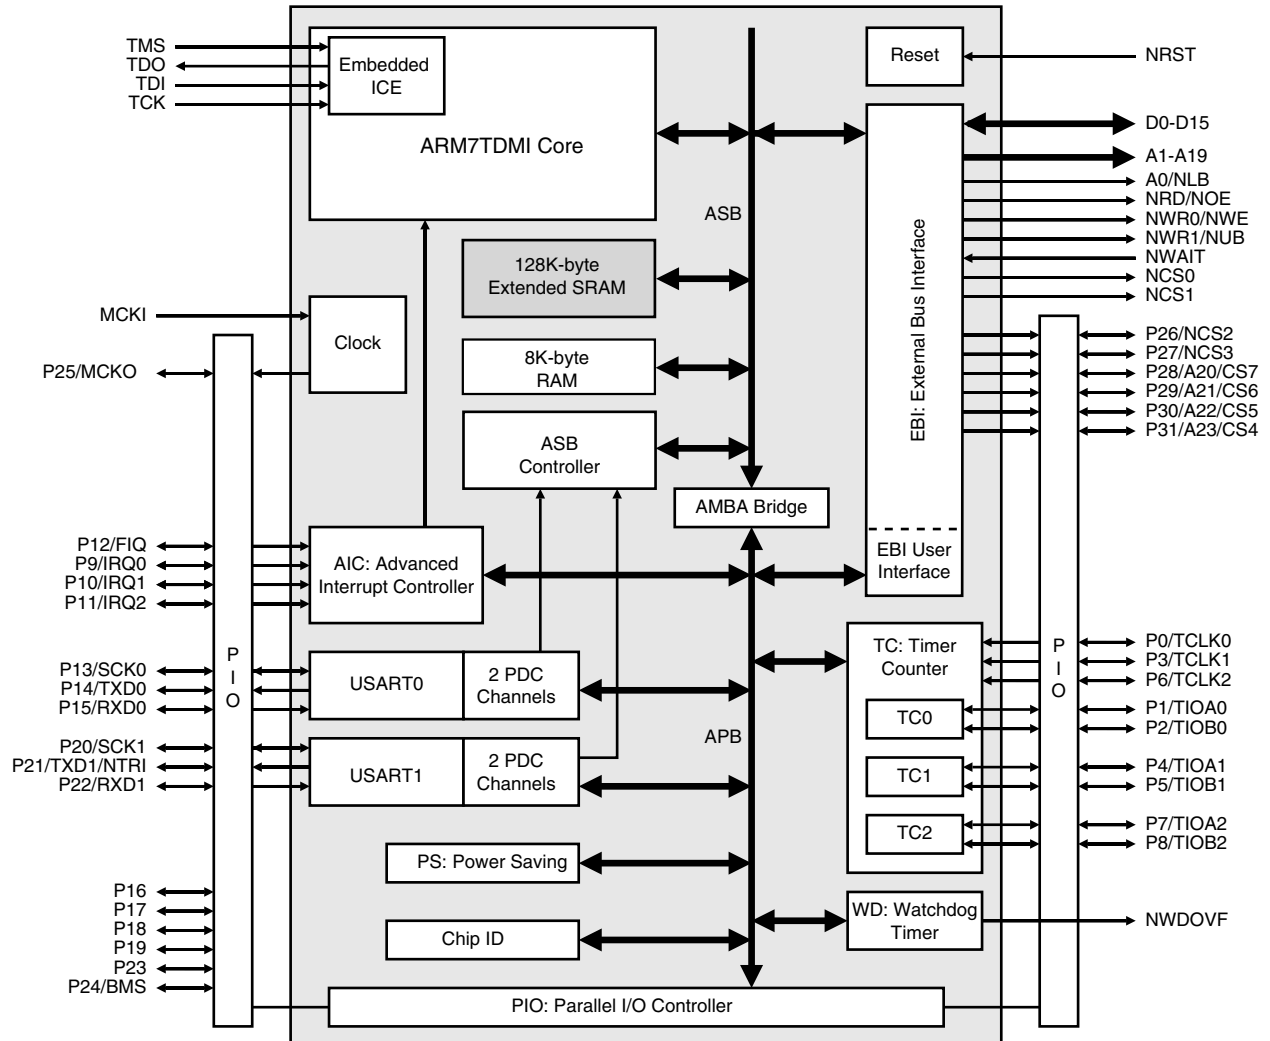 TMS
TDO
TDI
TCK
Embedded
ICE
ARM7TDMI Core
Reset
NRST
D0-D15
A1-A19
A0/NLB
NRD/NOE
NWR0/NWE
NWR1/NUB
NWAIT
NCS0
NCS1
ASB
EBI: External Bus Interface
128K-byte
Extended SRAM
MCKI
Clock
P25/MCKO
8K-byte
RAM
P26/NCS2
P27/NCS3
P28/A20/CS7
P29/A21/CS6
P30/A22/CS5
P31/A23/CS4
ASB
Controller
AMBA Bridge
EBI User
Interface
P12/FIQ
P9/IRQ0
P10/IRQ1
P11/IRQ2
AIC: Advanced
Interrupt Controller
P
I
O
P13/SCK0
P14/TXD0
P15/RXD0
USART0
2 PDC
Channels
P20/SCK1
P21/TXD1/NTRI
P22/RXD1
USART1
2 PDC
Channels
APB
TC: Timer
Counter
TC0
TC1
TC2
P
I
O
P0/TCLK0
P3/TCLK1
P6/TCLK2
P1/TIOA0
P2/TIOB0
P4/TIOA1
P5/TIOB1
P7/TIOA2
P8/TIOB2
PS: Power Saving
Chip ID
WD: Watchdog
Timer
NWDOVF
P16
P17
P18
P19
P23
P24/BMS
PIO: Parallel I/O Controller